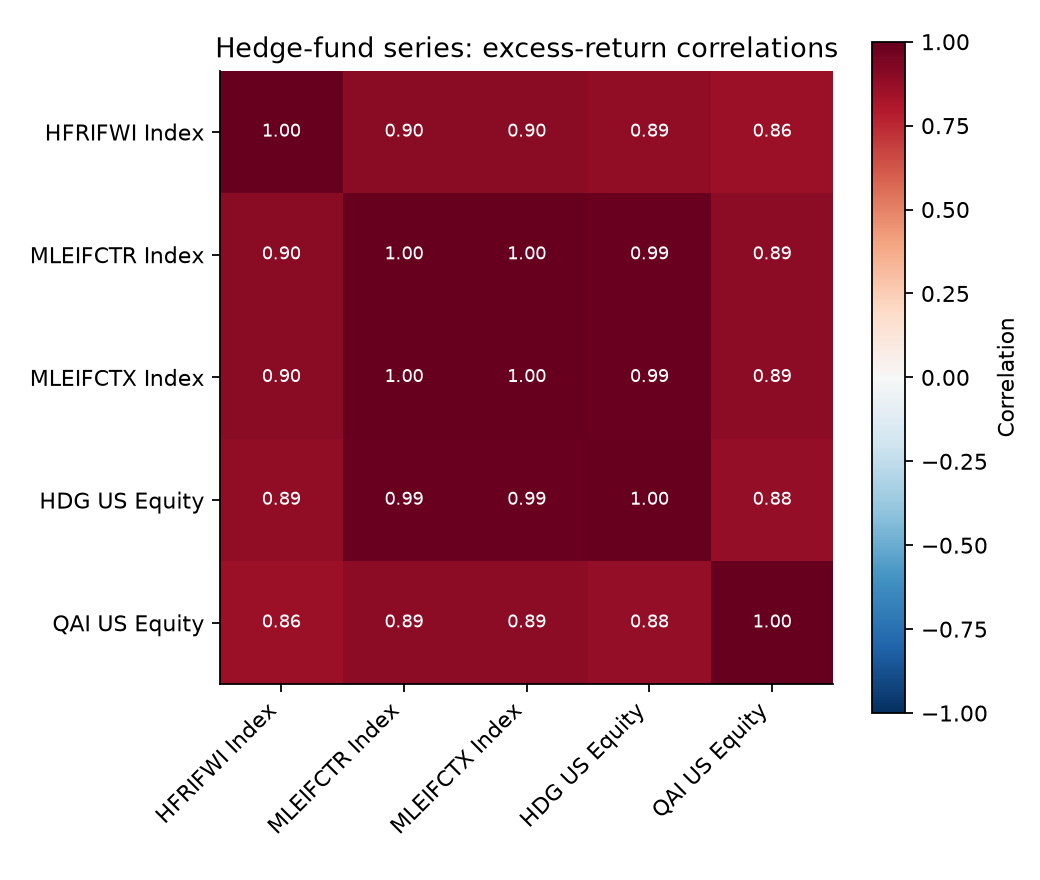 Hedge-fund series: excess-return correlations
HFRIFWI Index 1.00 0.90 0.90 0.89 0.86
MLEIFCTR Index 0.90 1.00 1.00 0.99 0.89
MLEIFCTX Index 0.90 1.00 1.00 0.99 0.89
HDG US Equity 0.89 0.99 0.99 1.00 0.88
QAI US Equity 0.86 0.89 0.89 0.88 1.00
HFRIFWI Index
MLEIFCTR Index
MLEIFCTX Index
HDG US Equity
QAI US Equity
1.00
0.75
0.50
0.25
0.00
−0.25
−0.50
−0.75
−1.00
Correlation